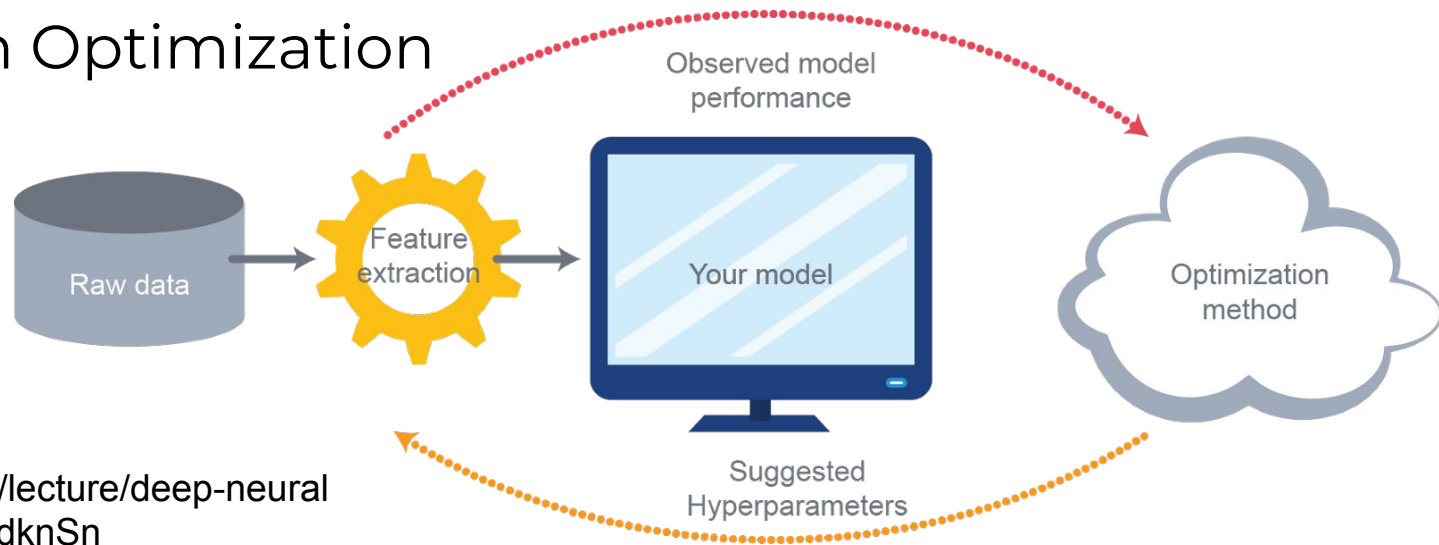 n Optimization
Observed model
performance
Raw data
Feature
extraction
Your model
Optimization
method
Suggested
Hyperparameters
/lecture/deep-neural
dknSn